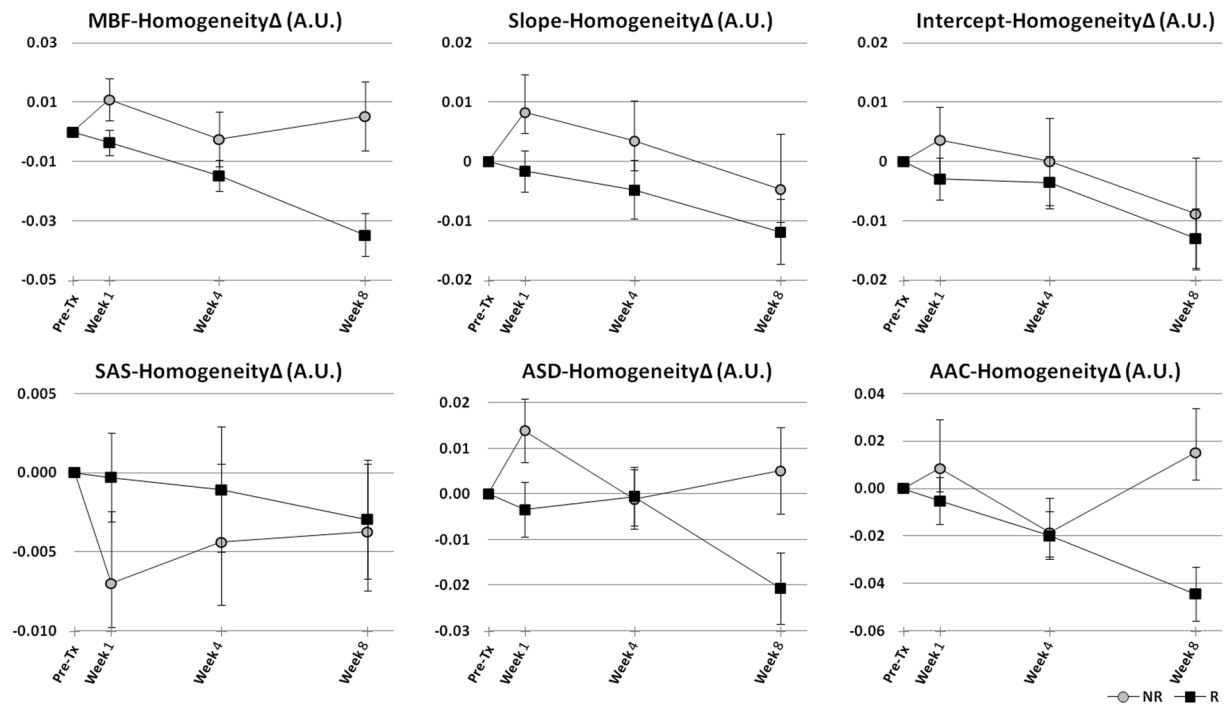 MBF-HomogeneityΔ (A.U.)
0.03
0.01
-0.01
-0.03
-0.05
Pre-Tx
Week 1
Week 4
Week 8
Slope-HomogeneityΔ (A.U.)
0.02
0.01
0
-0.01
-0.02
Pre-Tx
Week 1
Week 4
Week 8
Intercept-HomogeneityΔ (A.U.)
0.02
0.01
0
-0.01
-0.02
Pre-Tx
Week 1
Week 4
Week 8
SAS-HomogeneityΔ (A.U.)
0.005
0.000
-0.005
-0.010
Pre-Tx
Week 1
Week 4
Week 8
ASD-HomogeneityΔ (A.U.)
0.02
0.01
0.00
-0.01
-0.02
-0.03
Pre-Tx
Week 1
Week 4
Week 8
AAC-HomogeneityΔ (A.U.)
0.04
0.02
0.00
-0.02
-0.04
-0.06
Pre-Tx
Week 1
Week 4
Week 8
NR R